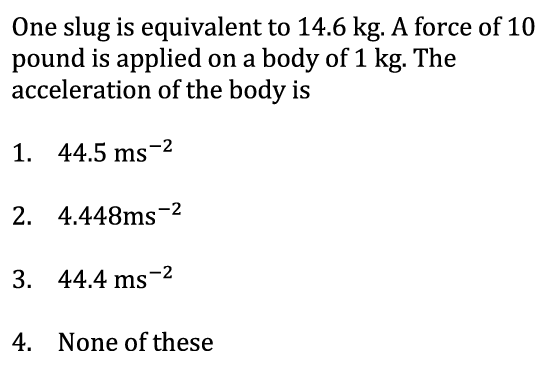 One slug is equivalent to 14.6 kg. A force of 10
pound is applied on a body of 1 kg. The
acceleration of the body is
1. 44.5 ms⁻²
2. 4.448ms⁻²
3. 44.4 ms⁻²
4. None of these